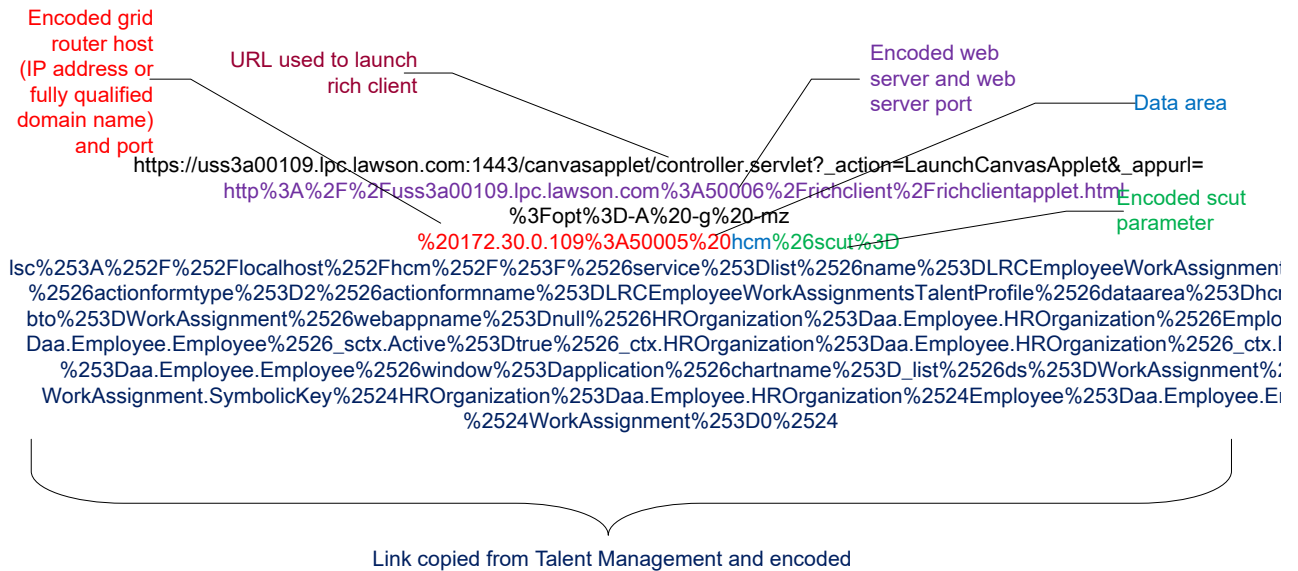 Encoded grid
router host
(IP address or
fully qualified
domain name)
and port
URL used to launch
rich client
Encoded web
server and web
server port
Data area
https://uss3a00109.lpc.lawson.com:1443/canvasapplet/controller.servlet?_action=LaunchCanvasApplet&_appurl=
http%3A%2F%2Fuss3a00109.lpc.lawson.com%3A50006%2Frichclient%2Frichclientapplet.html
%3Fopt%3D-A%20-g%20-mz
Encoded scut
parameter
%20172.30.0.109%3A50005%20hcm%26scut%3D
lsc%253A%252F%252Flocalhost%252Fhcm%252F%253F%2526service%253Dlist%2526name%253DLRCEmployeeWorkAssignment
%2526actionformtype%253D2%2526actionformname%253DLRCEmployeeWorkAssignmentsTalentProfile%2526dataarea%253Dhc
bto%253DWorkAssignment%2526webappname%253Dnull%2526HROrganization%253Daa.Employee.HROrganization%2526Emplo
Daa.Employee.Employee%2526_sctx.Active%253Dtrue%2526_ctx.HROrganization%253Daa.Employee.HROrganization%2526_ctx.
%253Daa.Employee.Employee%2526window%253Dapplication%2526chartname%253D_list%2526ds%253DWorkAssignment%
WorkAssignment.SymbolicKey%2524HROrganization%253Daa.Employee.HROrganization%2524Employee%253Daa.Employee.E
%2524WorkAssignment%253D0%2524
Link copied from Talent Management and encoded